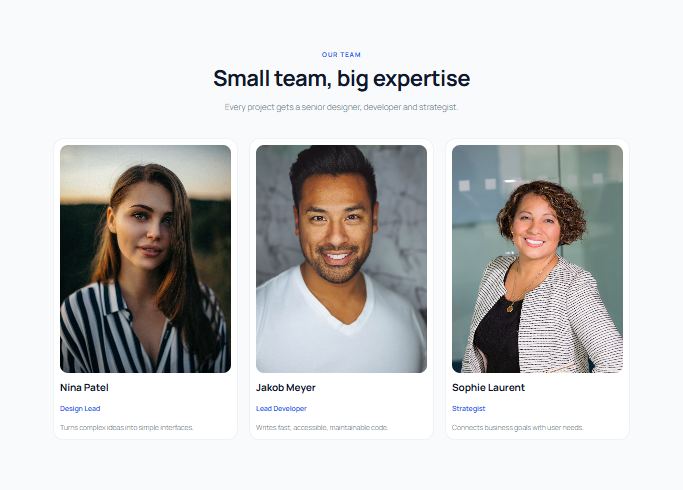 OUR TEAM
Small team, big expertise
Every project gets a senior designer, developer and strategist.
Nina Patel
Design Lead
Turns complex ideas into simple interfaces.
Jakob Meyer
Lead Developer
Writes fast, accessible, maintainable code.
Sophie Laurent
Strategist
Connects business goals with user needs.